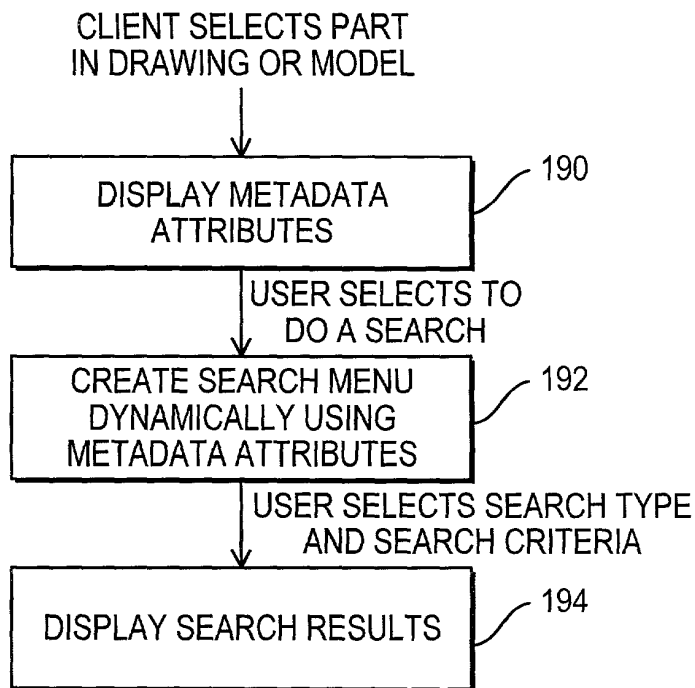 CLIENT SELECTS PART
IN DRAWING OR MODEL
190
DISPLAY METADATA
ATTRIBUTES
USER SELECTS TO
DO A SEARCH
192
CREATE SEARCH MENU
DYNAMICALLY USING
METADATA ATTRIBUTES
USER SELECTS SEARCH TYPE
AND SEARCH CRITERIA
194
DISPLAY SEARCH RESULTS